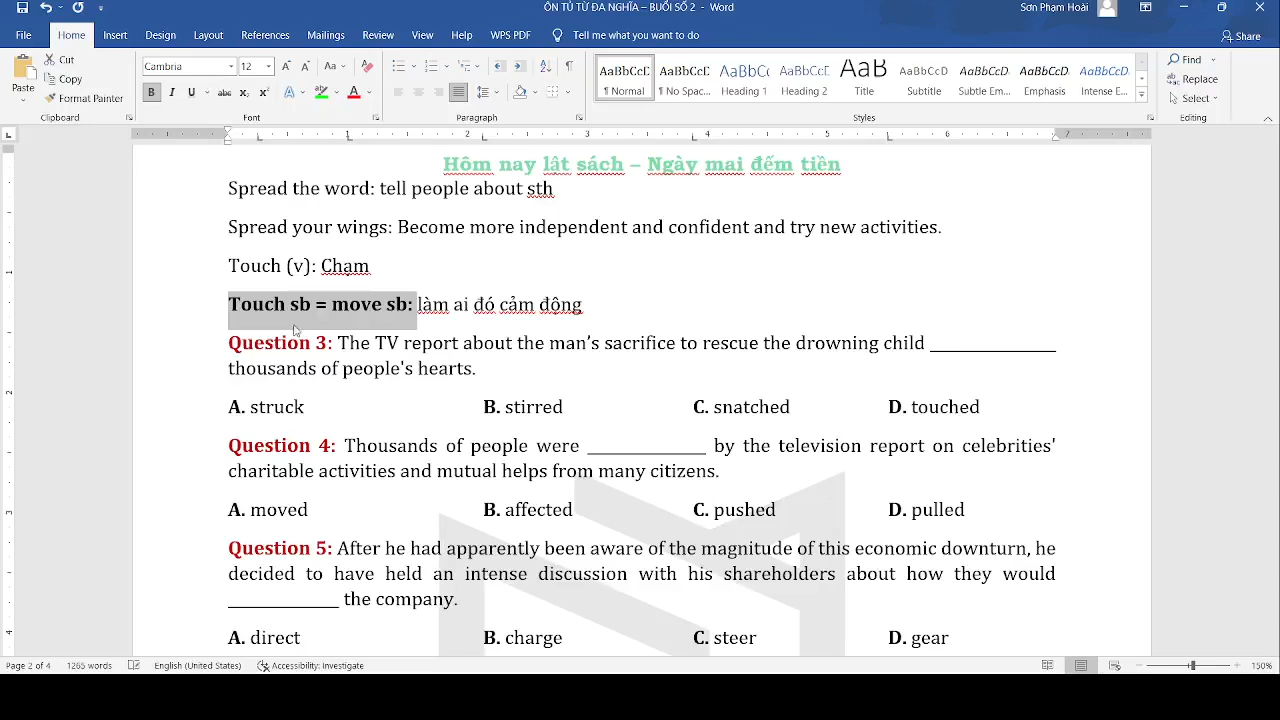 ÔN TỦ TỪ ĐA NGHĨA – BUỔI SỐ 2 - Word
Sơn Phạm Hoài
File Home Insert Design Layout References Mailings Review View Help WPS PDF Tell me what you want to do Share
Paste
Cut
Copy
Format Painter
Cambria 12
Clipboard Font Paragraph Styles Editing
AaBbCcD ¶ Normal
AaBbCcD ¶ No Spac...
AaBbCc Heading 1
AaBbCcD Heading 2
AaB Title
AaBbCcD Subtitle
AaBbCcD Subtle Em...
AaBbCcD Emphasis
AaBbCcD Intense E...
Find
Replace
Select
Hôm nay lật sách – Ngày mai đếm tiền
Spread the word: tell people about sth
Spread your wings: Become more independent and confident and try new activities.
Touch (v): Chạm
Touch sb = move sb: làm ai đó cảm động
Question 3: The TV report about the man’s sacrifice to rescue the drowning child _______________
thousands of people's hearts.
A. struck B. stirred C. snatched D. touched
Question 4: Thousands of people were ______________ by the television report on celebrities'
charitable activities and mutual helps from many citizens.
A. moved B. affected C. pushed D. pulled
Question 5: After he had apparently been aware of the magnitude of this economic downturn, he
decided to have held an intense discussion with his shareholders about how they would
_____________ the company.
A. direct B. charge C. steer D. gear
Page 2 of 4 1265 words English (United States) Accessibility: Investigate 150%